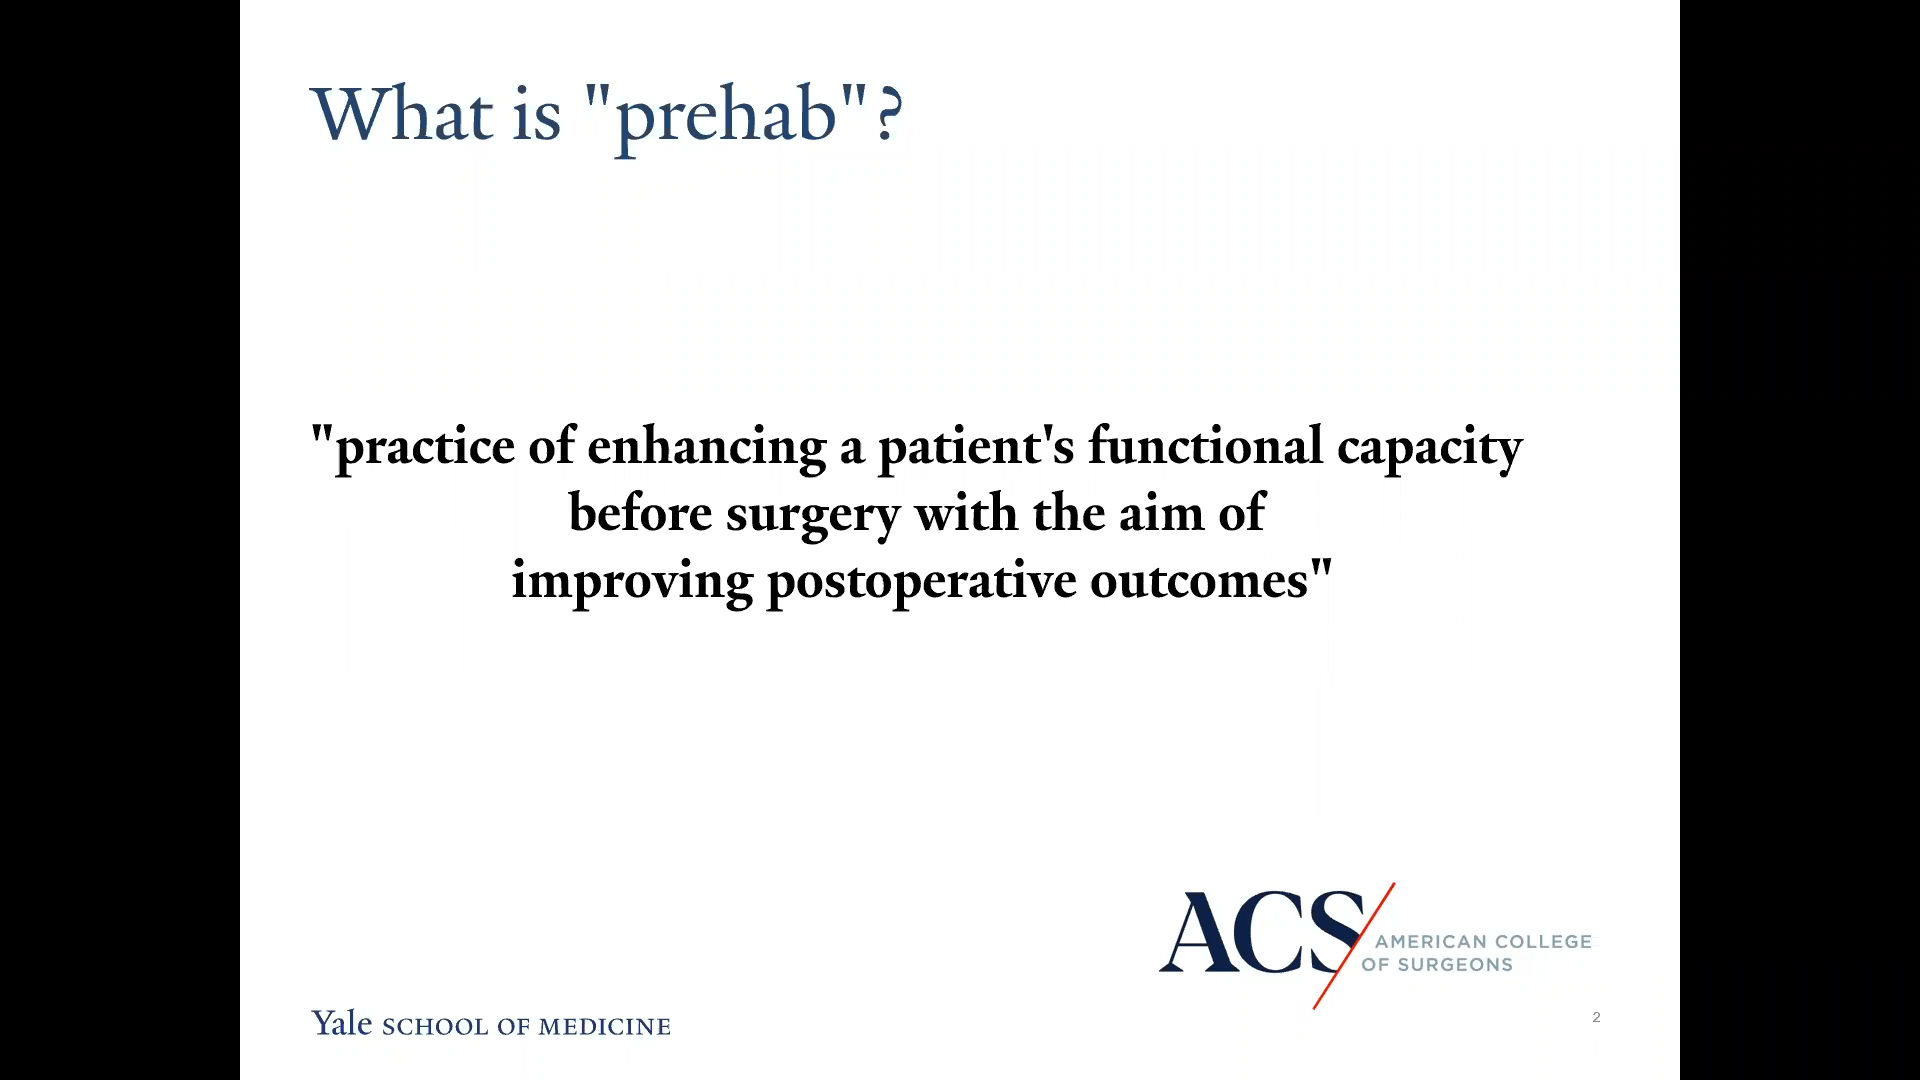 What is "prehab"?
"practice of enhancing a patient's functional capacity
before surgery with the aim of
improving postoperative outcomes"
ACS
AMERICAN COLLEGE
OF SURGEONS
Yale SCHOOL OF MEDICINE
2